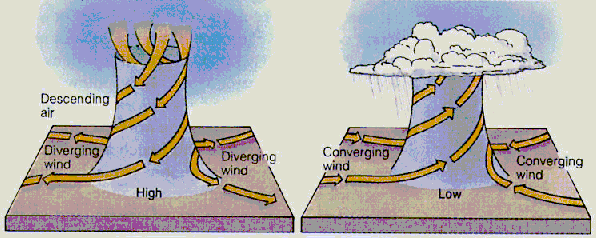 Descending
air
Diverging
wind
Diverging
wind
High
Converging
wind
Converging
wind
Low